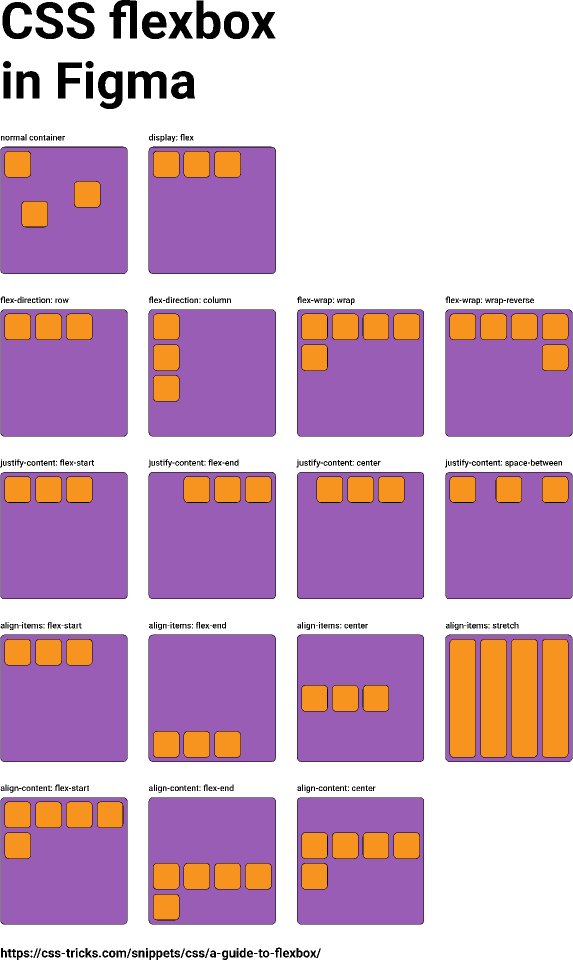 CSS flexbox
in Figma
normal container
display: flex
flex-direction: row
flex-direction: column
flex-wrap: wrap
flex-wrap: wrap-reverse
justify-content: flex-start
justify-content: flex-end
justify-content: center
justify-content: space-between
align-items: flex-start
align-items: flex-end
align-items: center
align-items: stretch
align-content: flex-start
align-content: flex-end
align-content: center
https://css-tricks.com/snippets/css/a-guide-to-flexbox/